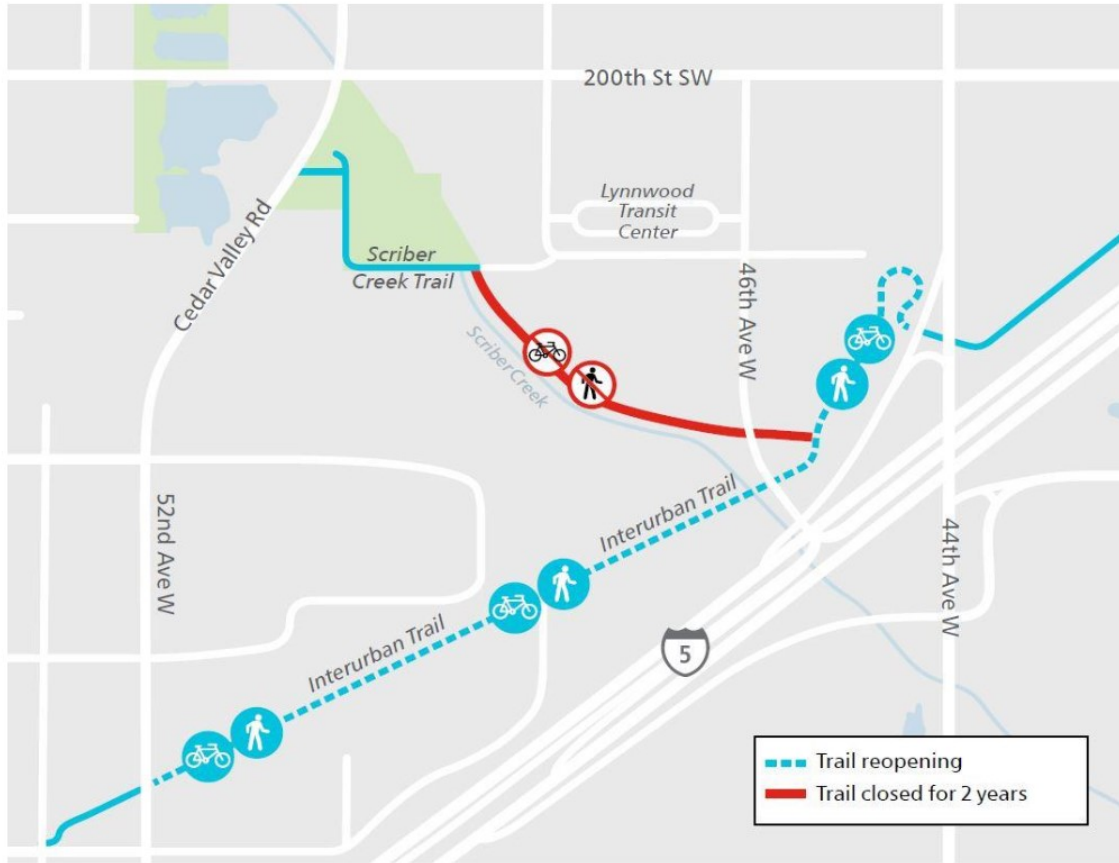 200th St SW
Lynnwood
Transit
Center
Cedar Valley Rd
Scriber
Creek Trail
Scriber Creek
46th Ave W
Interurban Trail
52nd Ave W
44th Ave W
Interurban Trail
5
Trail reopening
Trail closed for 2 years